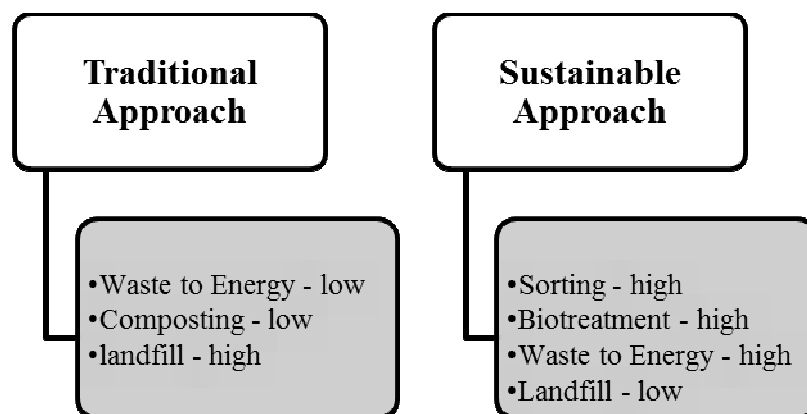 Traditional
Approach
•Waste to Energy - low
•Composting - low
•landfill - high
Sustainable
Approach
•Sorting - high
•Biotreatment - high
•Waste to Energy - high
•Landfill - low